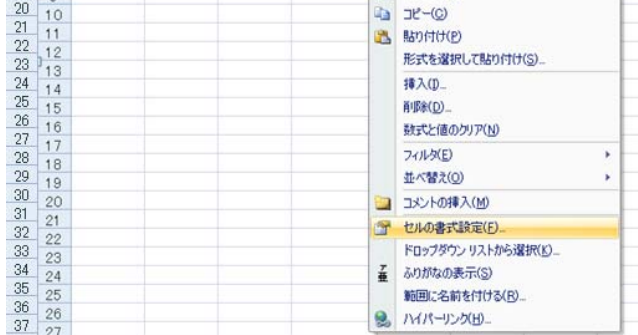 20 10
21 11
22 12
23 13
24 14
25 15
26 16
27 17
28 18
29 19
30 20
31 21
32 22
33 23
34 24
35 25
36 26
37 27
コピー(C)
貼り付け(P)
形式を選択して貼り付け(S)...
挿入(I)...
削除(D)...
数式と値のクリア(N)
フィルタ(E)
並べ替え(O)
コメントの挿入(M)
セルの書式設定(F)...
ドロップダウン リストから選択(K)...
ふりがなの表示(S)
範囲に名前を付ける(R)...
ハイパーリンク(H)...